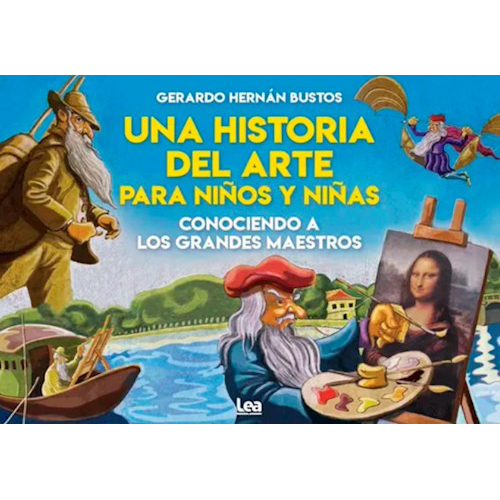 GERARDO HERNÁN BUSTOS
UNA HISTORIA
DEL ARTE
PARA NIÑOS Y NIÑAS
CONOCIENDO A
LOS GRANDES MAESTROS
Lea